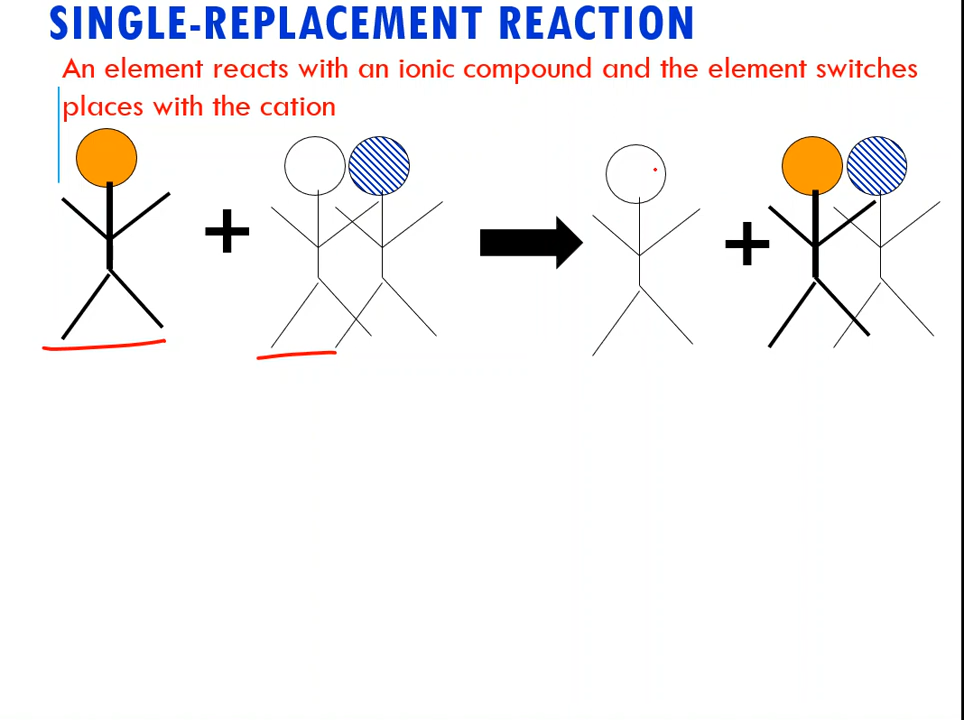 SINGLE-REPLACEMENT REACTION
An element reacts with an ionic compound and the element switches
places with the cation
+
+